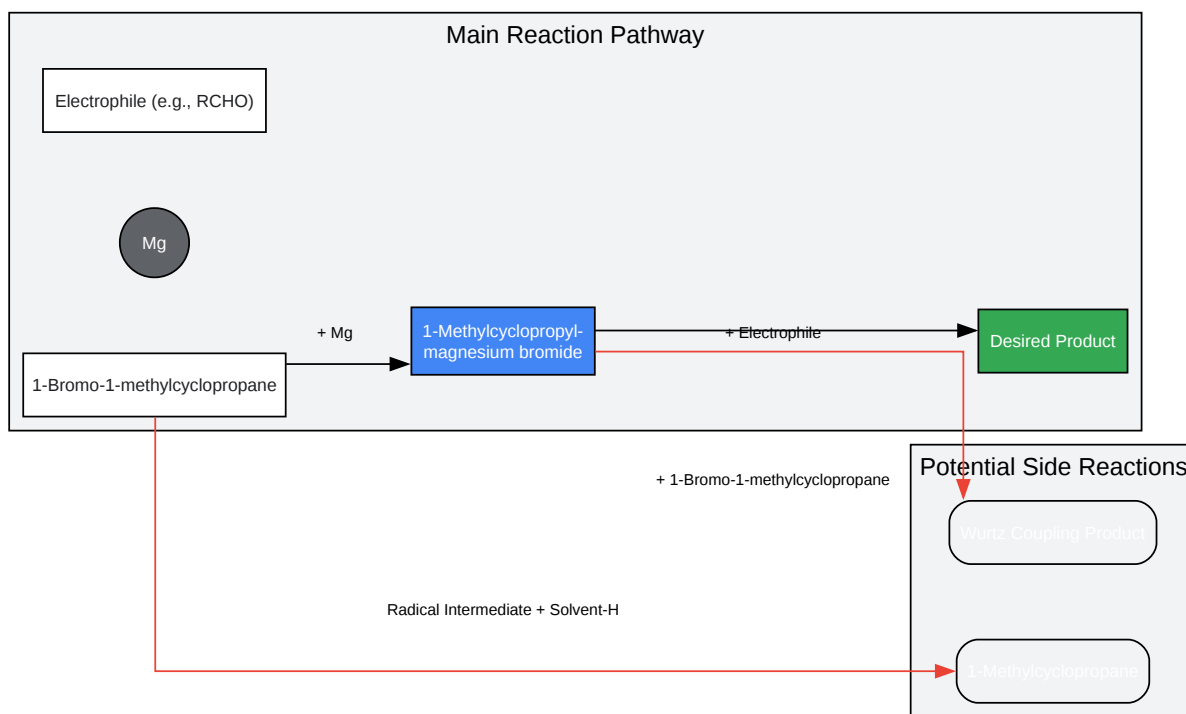 Main Reaction Pathway
Electrophile (e.g., RCHO)
Mg
+ Mg
1-Methylcyclopropyl-
magnesium bromide
+ Electrophile
Desired Product
1-Bromo-1-methylcyclopropane
Potential Side Reactions
+ 1-Bromo-1-methylcyclopropane
Wurtz Coupling Product
Radical Intermediate + Solvent-H
1-Methylcyclopropane